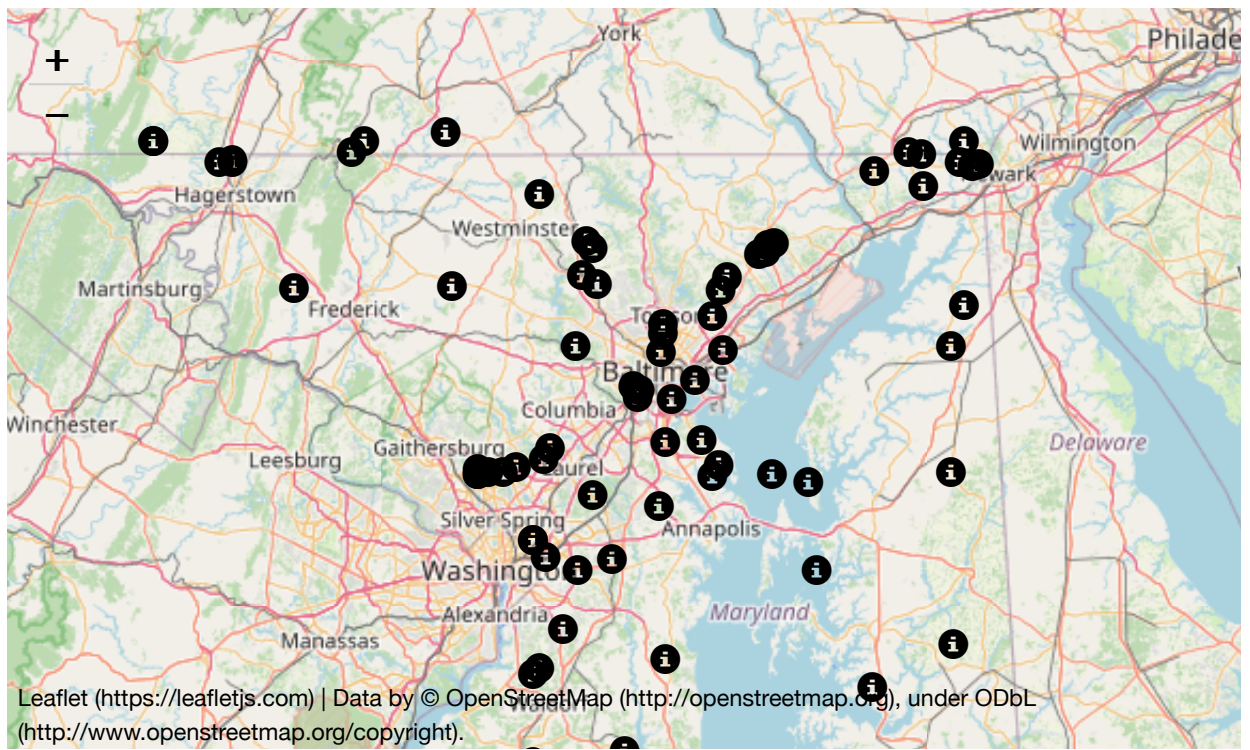 York
Philade
+
−
Wilmington
wark
Hagerstown
Westminster
Martinsburg
Frederick
Baltimore
Columbia
Winchester
Gaithersburg
Delaware
Leesburg
aurel
Silver Spring
Annapolis
Washington
Maryland
Alexandria
Manassas
Leaflet (https://leafletjs.com) | Data by © OpenStreetMap (http://openstreetmap.org), under ODbL
(http://www.openstreetmap.org/copyright).